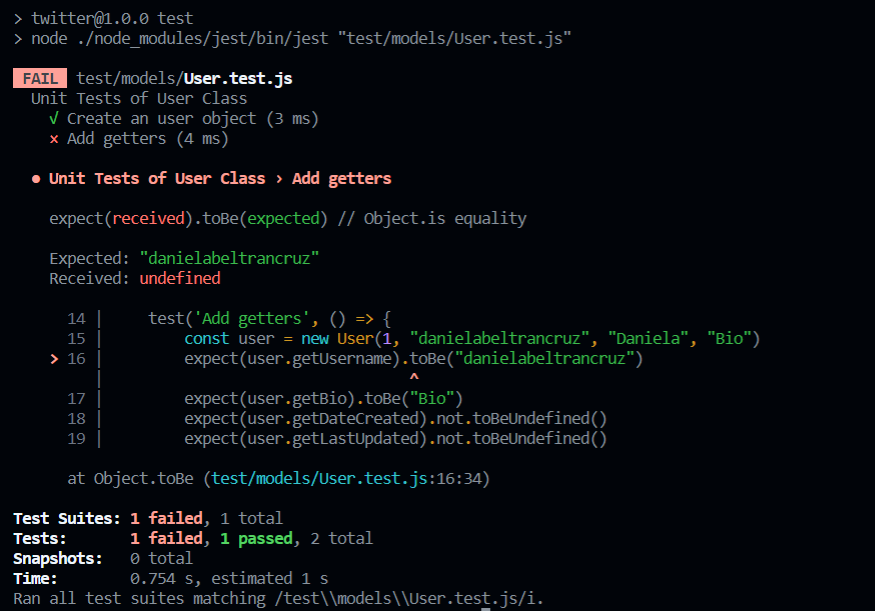 > twitter@1.0.0 test
> node ./node_modules/jest/bin/jest "test/models/User.test.js"
FAIL test/models/User.test.js
Unit Tests of User Class
√ Create an user object (3 ms)
× Add getters (4 ms)
● Unit Tests of User Class › Add getters
expect(received).toBe(expected) // Object.is equality
Expected: "danielabeltrancruz"
Received: undefined
14 |     test('Add getters', () => {
15 |         const user = new User(1, "danielabeltrancruz", "Daniela", "Bio")
> 16 |         expect(user.getUsername).toBe("danielabeltrancruz")
|                                  ^
17 |         expect(user.getBio).toBe("Bio")
18 |         expect(user.getDateCreated).not.toBeUndefined()
19 |         expect(user.getLastUpdated).not.toBeUndefined()
at Object.toBe (test/models/User.test.js:16:34)
Test Suites: 1 failed, 1 total
Tests:       1 failed, 1 passed, 2 total
Snapshots:   0 total
Time:        0.754 s, estimated 1 s
Ran all test suites matching /test\\models\\User.test.js/i.